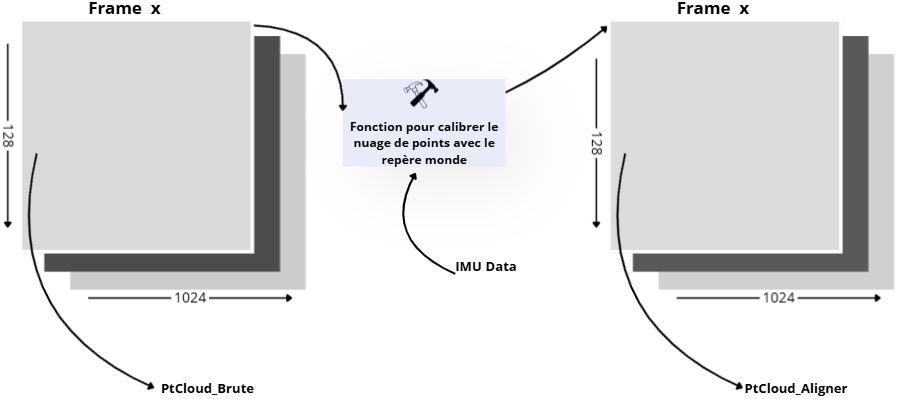 Frame x
Frame x
128
Fonction pour calibrer le
nuage de points avec le
repère monde
128
IMU Data
1024
1024
PtCloud_Brute
PtCloud_Aligner